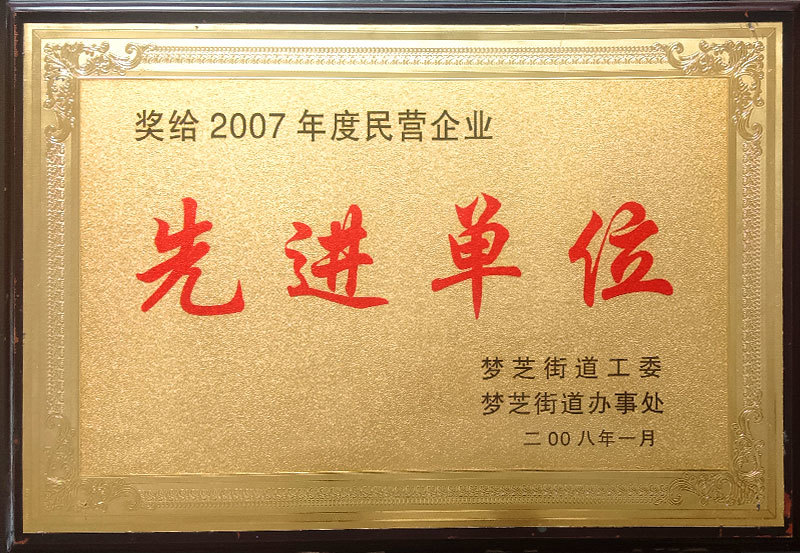 奖给2007年度民营企业
先进单位
梦芝街道工委
梦芝街道办事处
二00八年一月